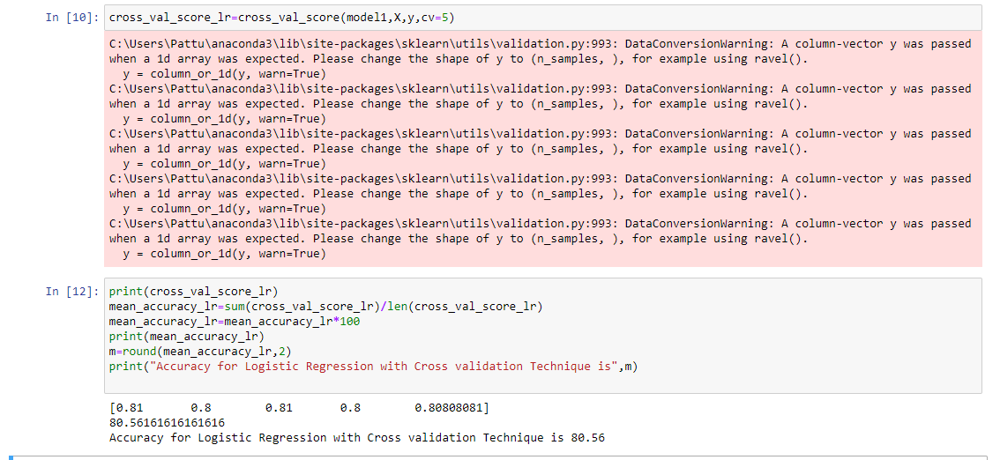 In [10]: cross_val_score_lr=cross_val_score(model1,X,y,cv=5)
C:\Users\Pattu\anaconda3\lib\site-packages\sklearn\utils\validation.py:993: DataConversionWarning: A column-vector y was passed
when a 1d array was expected. Please change the shape of y to (n_samples, ), for example using ravel().
  y = column_or_1d(y, warn=True)
C:\Users\Pattu\anaconda3\lib\site-packages\sklearn\utils\validation.py:993: DataConversionWarning: A column-vector y was passed
when a 1d array was expected. Please change the shape of y to (n_samples, ), for example using ravel().
  y = column_or_1d(y, warn=True)
C:\Users\Pattu\anaconda3\lib\site-packages\sklearn\utils\validation.py:993: DataConversionWarning: A column-vector y was passed
when a 1d array was expected. Please change the shape of y to (n_samples, ), for example using ravel().
  y = column_or_1d(y, warn=True)
C:\Users\Pattu\anaconda3\lib\site-packages\sklearn\utils\validation.py:993: DataConversionWarning: A column-vector y was passed
when a 1d array was expected. Please change the shape of y to (n_samples, ), for example using ravel().
  y = column_or_1d(y, warn=True)
C:\Users\Pattu\anaconda3\lib\site-packages\sklearn\utils\validation.py:993: DataConversionWarning: A column-vector y was passed
when a 1d array was expected. Please change the shape of y to (n_samples, ), for example using ravel().
  y = column_or_1d(y, warn=True)
In [12]: print(cross_val_score_lr)
mean_accuracy_lr=sum(cross_val_score_lr)/len(cross_val_score_lr)
mean_accuracy_lr=mean_accuracy_lr*100
print(mean_accuracy_lr)
m=round(mean_accuracy_lr,2)
print("Accuracy for Logistic Regression with Cross validation Technique is",m)
[0.81       0.8        0.81       0.8        0.80808081]
80.56161616161616
Accuracy for Logistic Regression with Cross validation Technique is 80.56